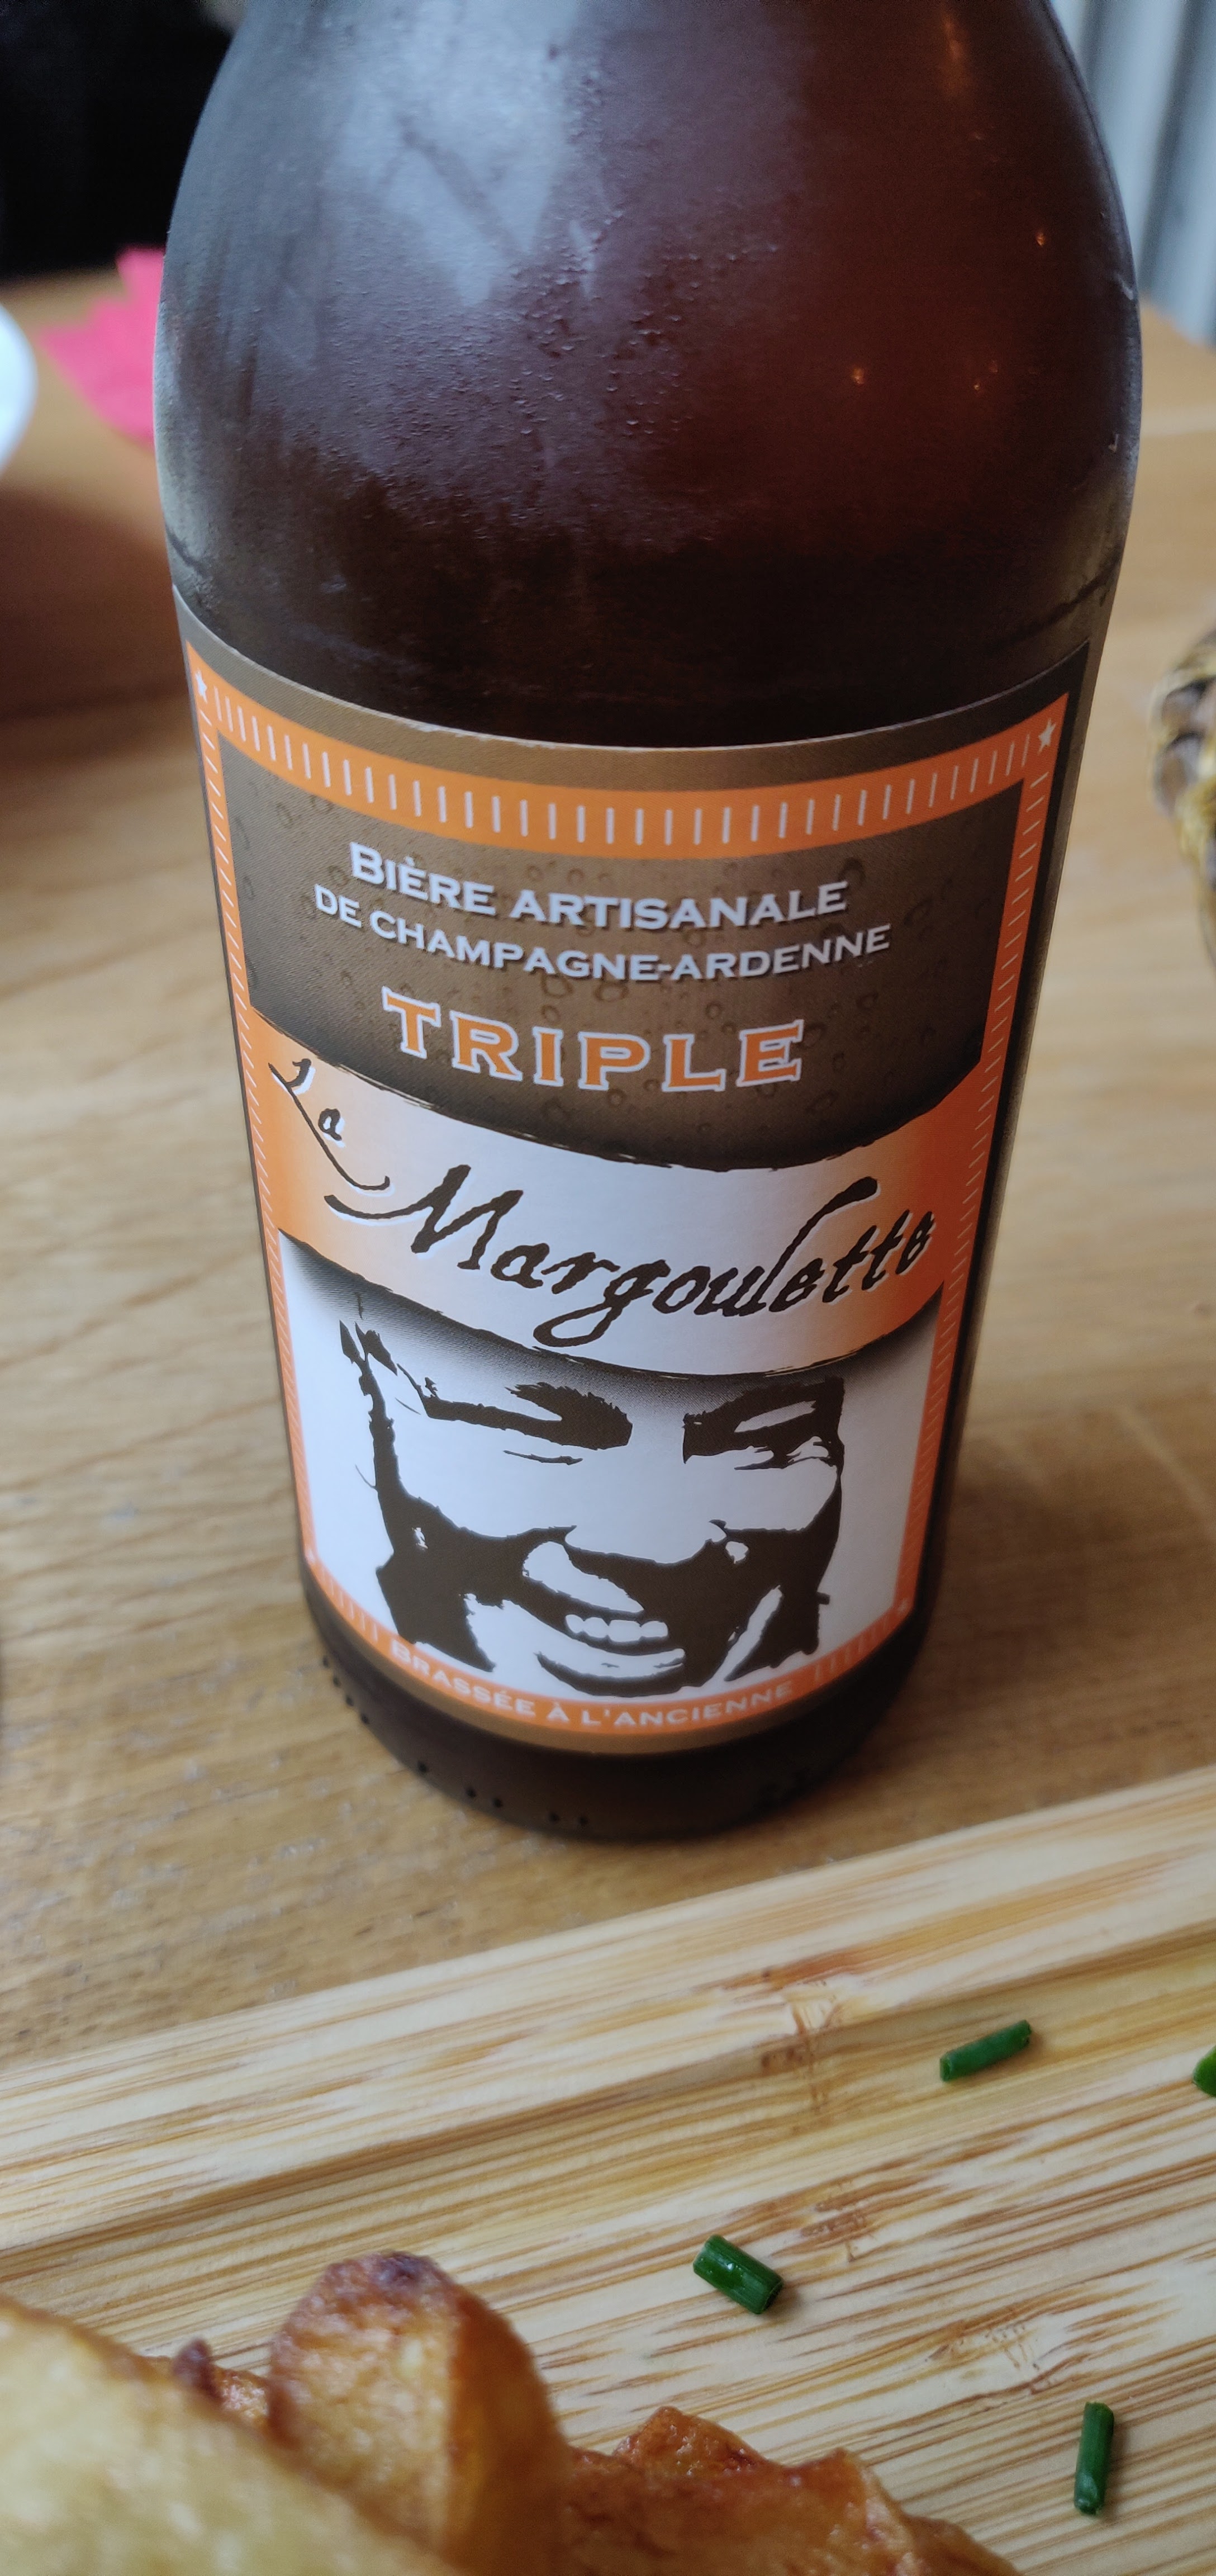 BIÈRE ARTISANALE
DE CHAMPAGNE-ARDENNE
TRIPLE
La
Margoulette
BRASSÉE À L'ANCIENNE